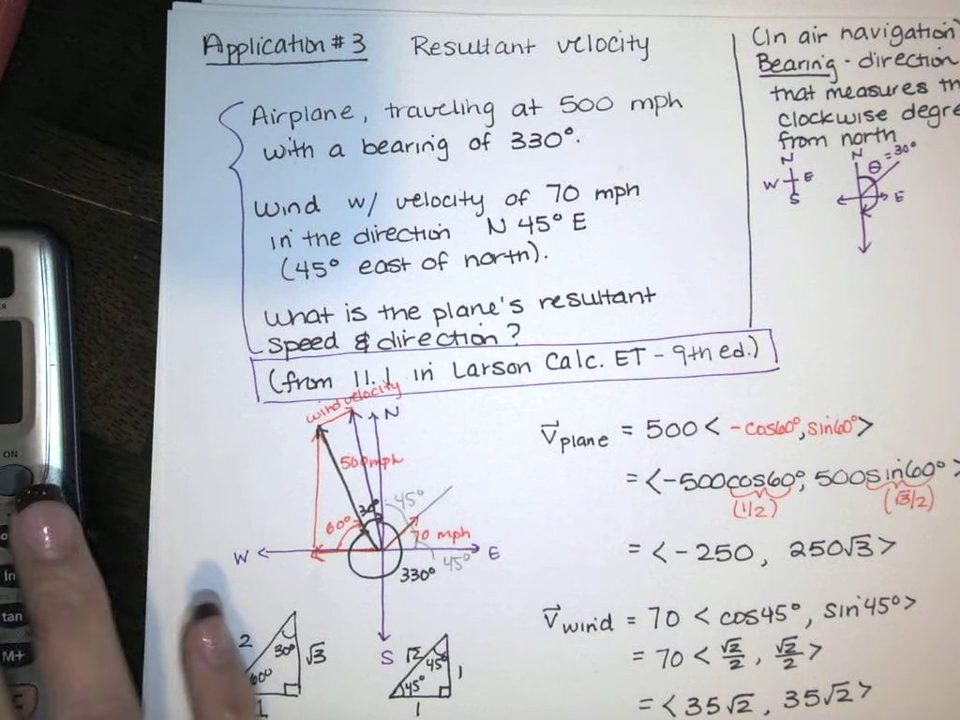 Application #3 Resultant velocity
Airplane, traveling at 500 mph
with a bearing of 330°.
Wind w/ velocity of 70 mph
in the direction N 45° E
(45° east of north).
What is the plane's resultant
speed & direction?
(from 11.1 in Larson Calc. ET - 9th ed.)
(In air navigation)
Bearing - direction
that measures th
clockwise degre
from north
N
W E
S
N
θ =30°
E
wind velocity
N
500 mph
30°
45°
60°
70 mph
W
E
45°
330°
S
2
30°
√3
60°
1
√2
45°
1
45°
1
v⃗plane = 500 < -cos60°, sin60° >
= <-500cos60°, 500sin60° >
(1/2) (√3/2)
= < -250, 250√3 >
v⃗wind = 70 < cos45°, sin45° >
= 70 < √2/2, √2/2 >
= < 35√2, 35√2 >
ON
ln
tan
M+